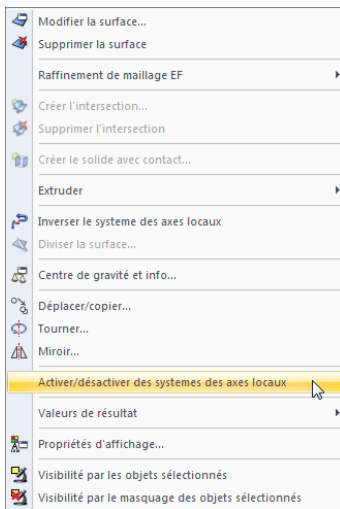 Modifier la surface...
Supprimer la surface
Raffinement de maillage EF
Créer l'intersection...
Supprimer l'intersection
Créer le solide avec contact...
Extruder
Inverser le systeme des axes locaux
Diviser la surface...
Centre de gravité et info...
Déplacer/copier...
Tourner...
Miroir...
Activer/désactiver des systemes des axes locaux
Valeurs de résultat
Propriétés d'affichage...
Visibilité par les objets sélectionnés
Visibilité par le masquage des objets sélectionnés